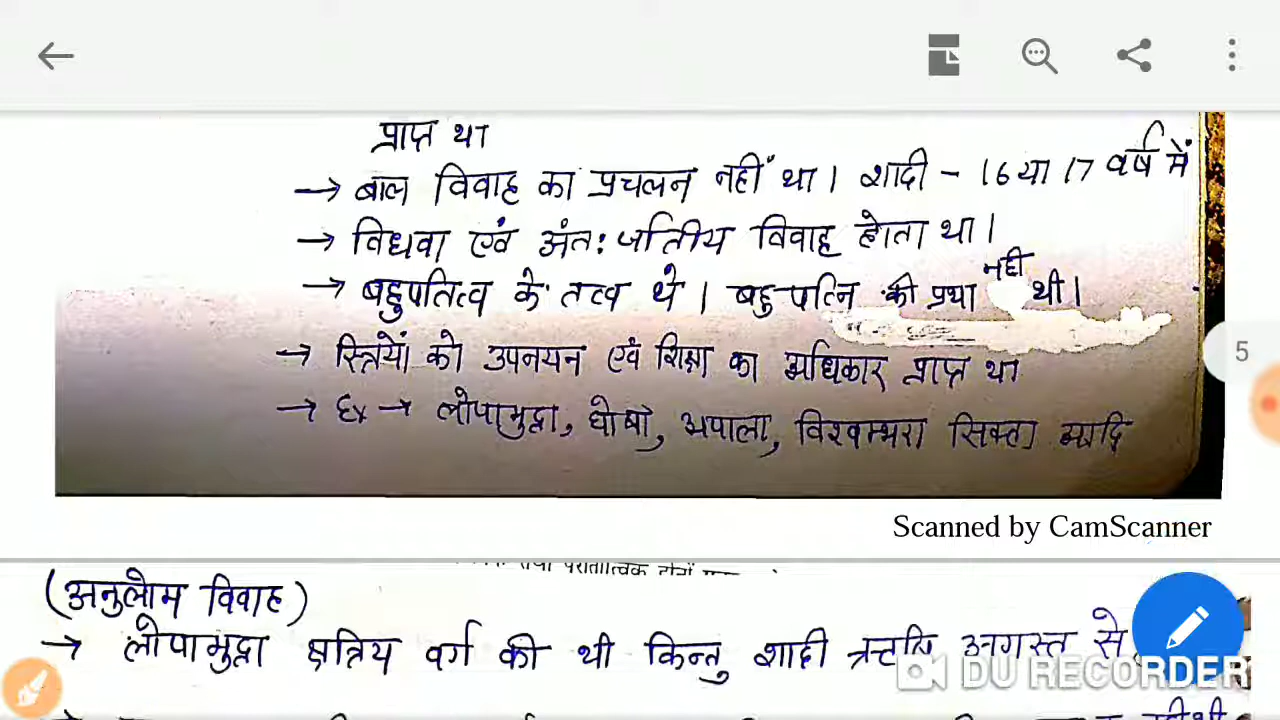 प्राप्त था
→ बाल विवाह का प्रचलन नहीं था। शादी - 16 या 17 वर्ष में
→ विधवा एवं अंत: जातीय विवाह होता था।
→ बहुपतित्व के तत्व थे। बहु पत्नि की प्रथा नही थी।
→ स्त्रियों को उपनयन एवं शिक्षा का अधिकार प्राप्त था
→ Ex → लोपामुद्रा, घोषा, अपाला, विश्वम्भरा सिक्ता आदि
5
Scanned by CamScanner
(अनुलोम विवाह)
→ लोपामुद्रा क्षत्रिय वर्ग की थी किन्तु शादी अगस्त से
DU RECORDER